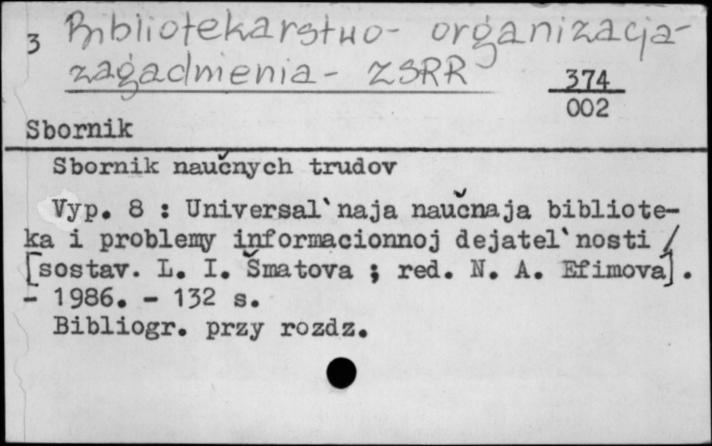 3 Bibliotekarstwo - organizacja -
zagadnienia - ZSRR
374
002
Sbornik
Sbornik naučnych trudov
Vyp. 8 : Universal'naja naučnaja bibliote-
ka i problemy informacionnoj dejatel'nosti /
[sostav. L. I. Šmatova ; red. N. A. Efimova].
- 1986. - 132 s.
Bibliogr. przy rozdz.